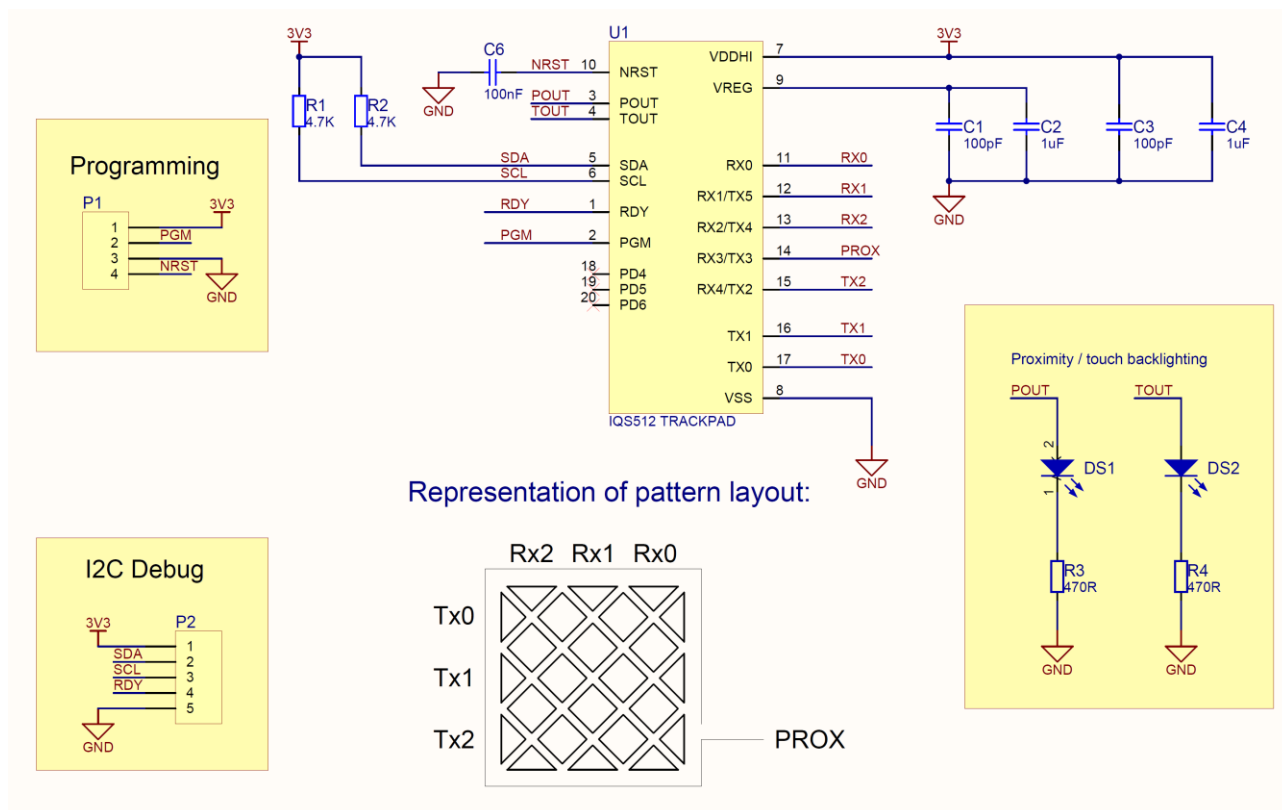 3V3
R1
4.7K
R2
4.7K
C6
100nF
GND
NRST
POUT
TOUT
SDA
SCL
RDY
PGM
U1
10 NRST
3 POUT
4 TOUT
5 SDA
6 SCL
1 RDY
2 PGM
18 PD4
19 PD5
20 PD6
VDDHI 7
VREG 9
RX0 11 RX0
RX1/TX5 12 RX1
RX2/TX4 13 RX2
RX3/TX3 14 PROX
RX4/TX2 15 TX2
TX1 16 TX1
TX0 17 TX0
VSS 8
IQS512 TRACKPAD
GND
3V3
C1
100pF
C2
1uF
C3
100pF
C4
1uF
GND
Programming
P1
3V3
1
2 PGM
3
4 NRST
GND
Proximity / touch backlighting
POUT
TOUT
2
DS1
1
DS2
R3
470R
R4
470R
GND
GND
Representation of pattern layout:
Rx2 Rx1 Rx0
Tx0
Tx1
Tx2
PROX
I2C Debug
P2
3V3
1
SDA 2
SCL 3
RDY 4
5
GND